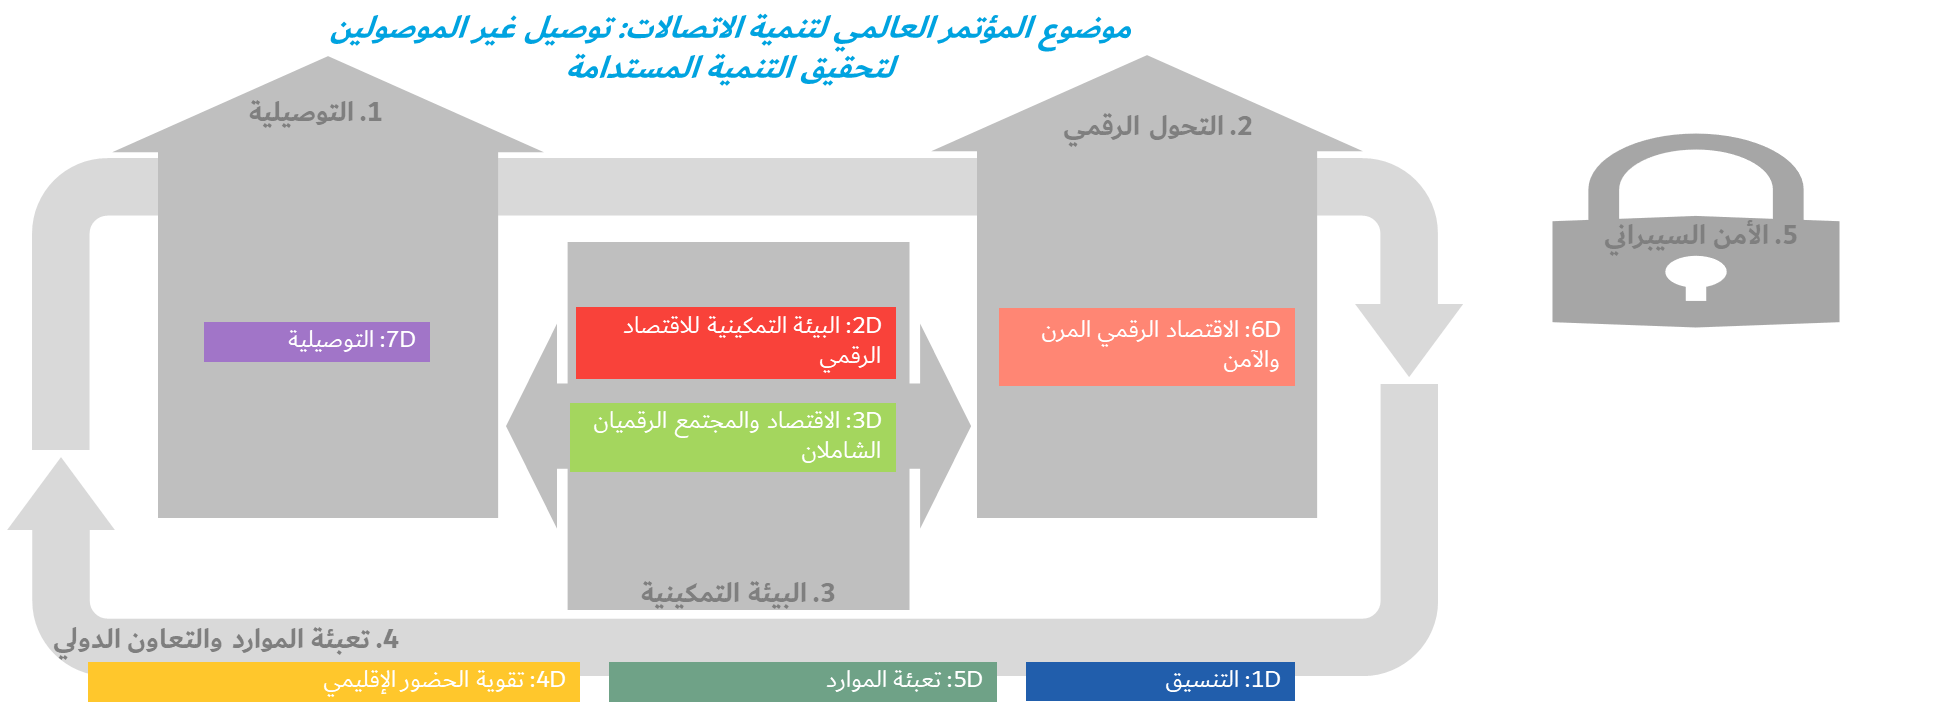 موضوع المؤتمر العالمي لتنمية الاتصالات: توصيل غير الموصولين
لتحقيق التنمية المستدامة
1. التوصيلية
2. التحول الرقمي
5. الأمن السيبراني
6D: الاقتصاد الرقمي المرن
والآمن
2D: البيئة التمكينية للاقتصاد
الرقمي
7D: التوصيلية
3D: الاقتصاد والمجتمع الرقميان
الشاملان
3. البيئة التمكينية
4. تعبئة الموارد والتعاون الدولي
1D: التنسيق
5D: تعبئة الموارد
4D: تقوية الحضور الإقليمي